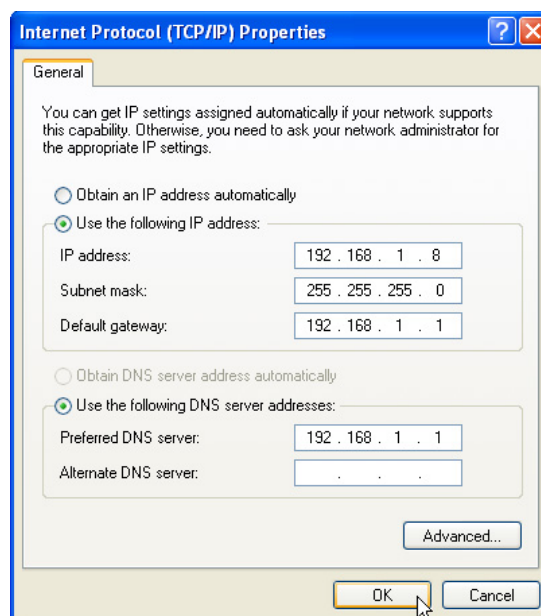 Internet Protocol (TCP/IP) Properties
General
You can get IP settings assigned automatically if your network supports
this capability. Otherwise, you need to ask your network administrator for
the appropriate IP settings.
Obtain an IP address automatically
Use the following IP address:
IP address: 192 . 168 . 1 . 8
Subnet mask: 255 . 255 . 255 . 0
Default gateway: 192 . 168 . 1 . 1
Obtain DNS server address automatically
Use the following DNS server addresses:
Preferred DNS server: 192 . 168 . 1 . 1
Alternate DNS server: . . .
Advanced...
OK Cancel